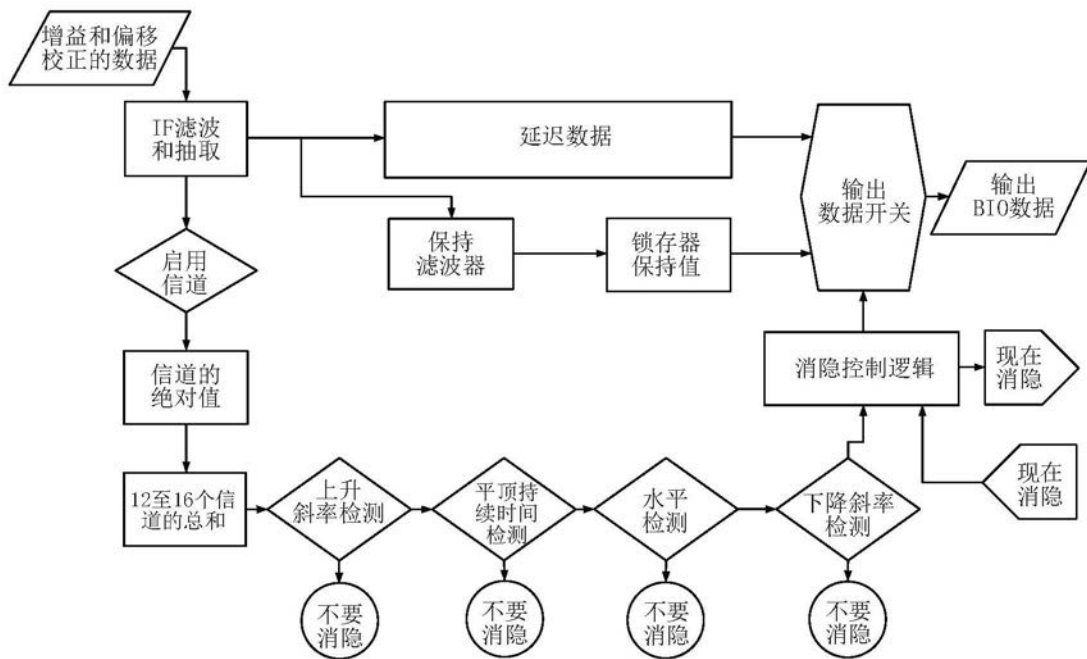 增益和偏移
校正的数据
IF滤波
和抽取
延迟数据
输出
数据开关
输出
BIO数据
保持
滤波器
锁存器
保持值
启用
信道
信道的
绝对值
消隐控制逻辑
现在
消隐
现在
消隐
12至16个信
道的总和
上升
斜率检测
平顶持
续时间
检测
水平
检测
下降斜率
检测
不要
消隐
不要
消隐
不要
消隐
不要
消隐